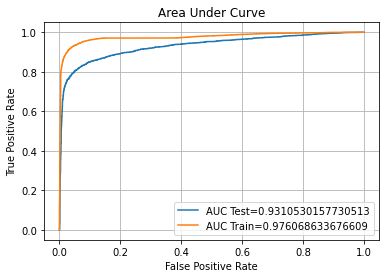 Area Under Curve
True Positive Rate
1.0
0.8
0.6
0.4
0.2
0.0
AUC Test=0.9310530157730513
AUC Train=0.976068633676609
0.0 0.2 0.4 0.6 0.8 1.0
False Positive Rate